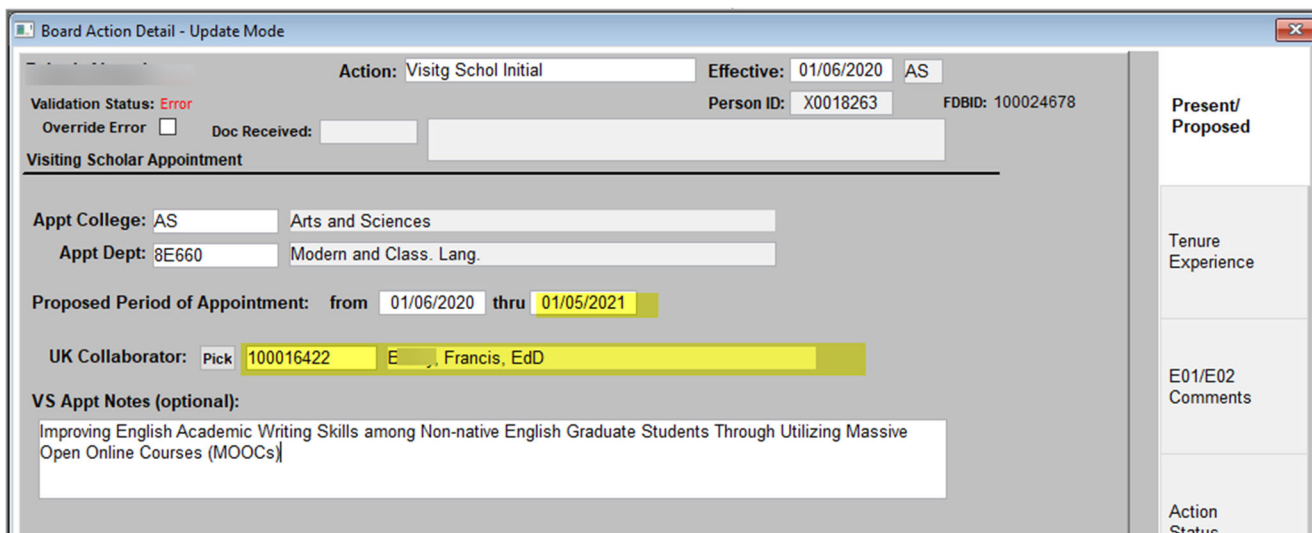 Board Action Detail - Update Mode
Action: Visitg Schol Initial Effective: 01/06/2020 AS
Validation Status: Error Person ID: X0018263 FDBID: 100024678
Override Error Doc Received:
Visiting Scholar Appointment
Appt College: AS Arts and Sciences
Appt Dept: 8E660 Modern and Class. Lang.
Proposed Period of Appointment: from 01/06/2020 thru 01/05/2021
UK Collaborator: Pick 100016422 , Francis, EdD
VS Appt Notes (optional):
Improving English Academic Writing Skills among Non-native English Graduate Students Through Utilizing Massive
Open Online Courses (MOOCs)
Present/
Proposed
Tenure
Experience
E01/E02
Comments
Action
Status